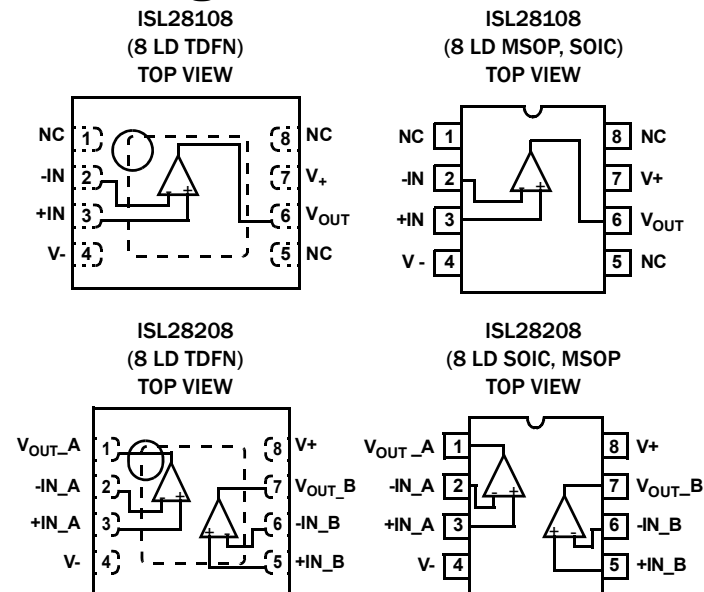 ISL28108
(8 LD TDFN)
TOP VIEW
NC 1 8 NC
-IN 2 7 V+
+IN 3 6 VOUT
V- 4 5 NC
- +
ISL28108
(8 LD MSOP, SOIC)
TOP VIEW
NC 1 8 NC
-IN 2 7 V+
+IN 3 6 VOUT
V - 4 5 NC
- +
ISL28208
(8 LD TDFN)
TOP VIEW
VOUT_A 1 8 V+
-IN_A 2 7 VOUT_B
+IN_A 3 6 -IN_B
V- 4 5 +IN_B
- +
+ -
ISL28208
(8 LD SOIC, MSOP
TOP VIEW
VOUT_A 1 8 V+
-IN_A 2 7 VOUT_B
+IN_A 3 6 -IN_B
V- 4 5 +IN_B
- +
+ -